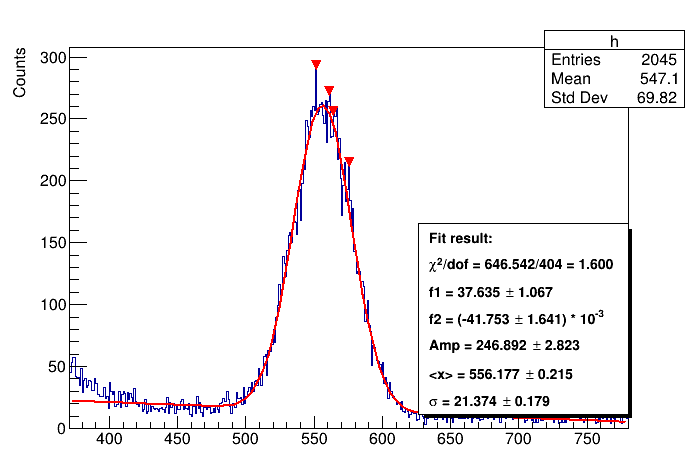 h
Entries 2045
Mean 547.1
Std Dev 69.82
Counts
300
250
200
150
100
50
0
Fit result:
χ²/dof = 646.542/404 = 1.600
f1 = 37.635 ± 1.067
f2 = (-41.753 ± 1.641) * 10⁻³
Amp = 246.892 ± 2.823
<x> = 556.177 ± 0.215
σ = 21.374 ± 0.179
400 450 500 550 600 650 700 750